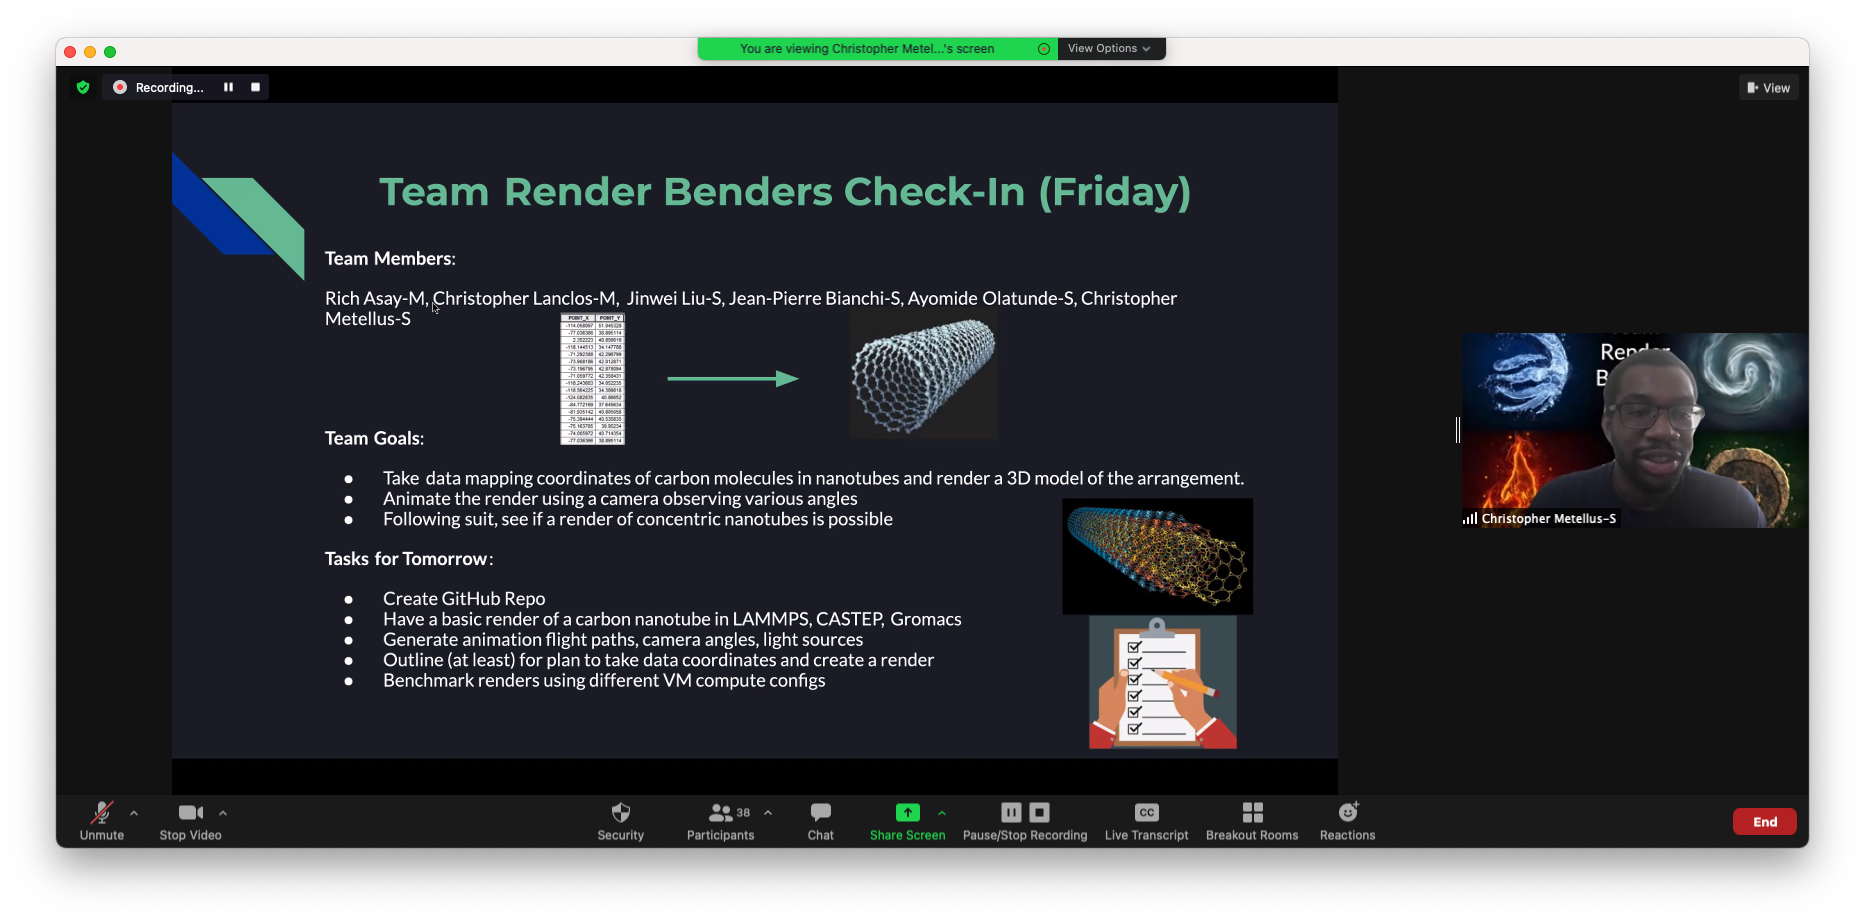 You are viewing Christopher Metel...'s screen
View Options
Recording...
View
Team Render Benders Check-In (Friday)
Team Members:
Rich Asay-M, Christopher Lanclos-M, Jinwei Liu-S, Jean-Pierre Bianchi-S, Ayomide Olatunde-S, Christopher
Metellus-S
POINT_X POINT_Y
Team Goals:
● Take data mapping coordinates of carbon molecules in nanotubes and render a 3D model of the arrangement.
● Animate the render using a camera observing various angles
● Following suit, see if a render of concentric nanotubes is possible
Tasks for Tomorrow:
● Create GitHub Repo
● Have a basic render of a carbon nanotube in LAMMPS, CASTEP, Gromacs
● Generate animation flight paths, camera angles, light sources
● Outline (at least) for plan to take data coordinates and create a render
● Benchmark renders using different VM compute configs
Render
Christopher Metellus-S
Unmute
Stop Video
Security
38
Participants
Chat
Share Screen
Pause/Stop Recording
CC
Live Transcript
Breakout Rooms
Reactions
End